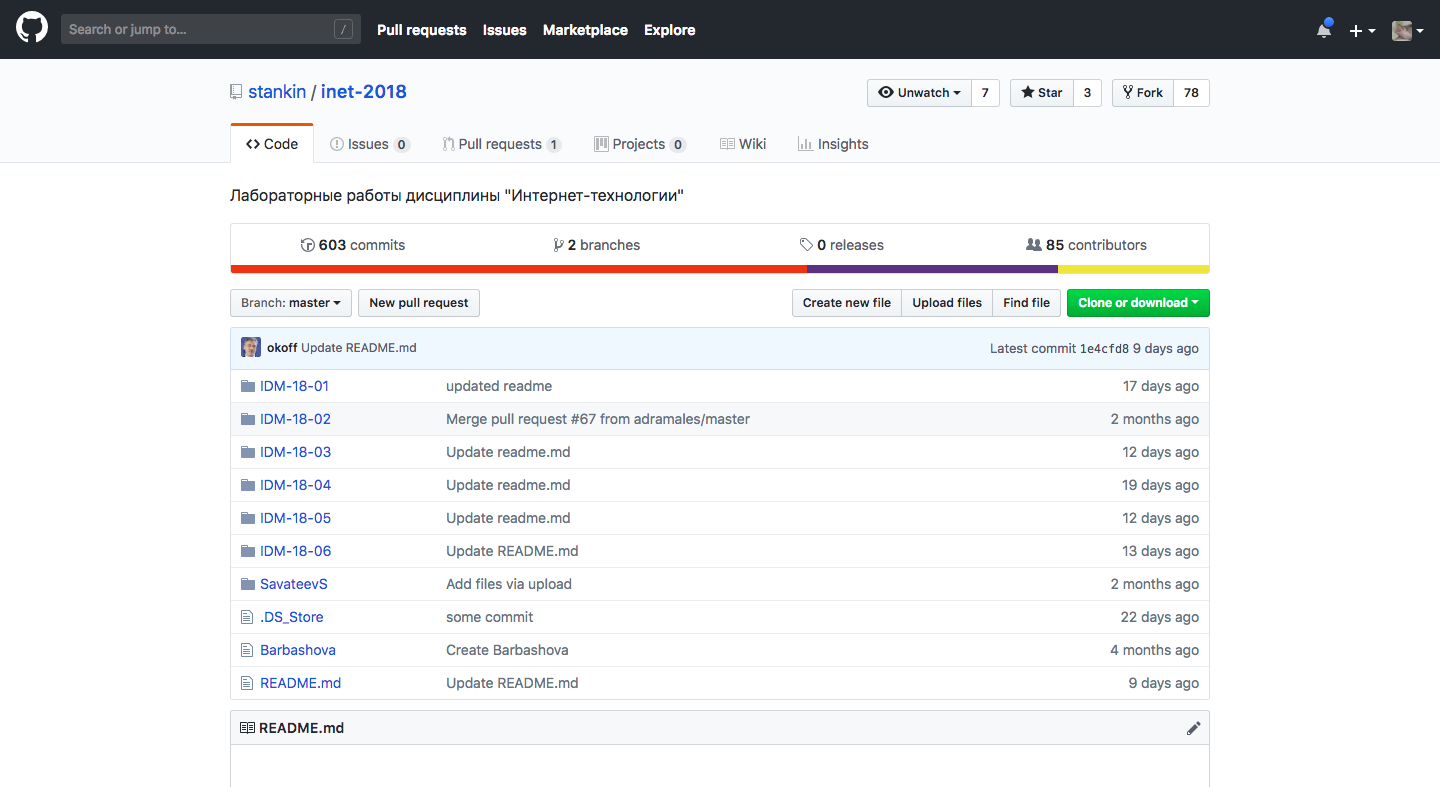 Search or jump to... / Pull requests Issues Marketplace Explore
stankin / inet-2018 Unwatch 7 Star 3 Fork 78
Code Issues 0 Pull requests 1 Projects 0 Wiki Insights
Лабораторные работы дисциплины "Интернет-технологии"
603 commits 2 branches 0 releases 85 contributors
Branch: master New pull request Create new file Upload files Find file Clone or download
okoff Update README.md Latest commit 1e4cfd8 9 days ago
IDM-18-01 updated readme 17 days ago
IDM-18-02 Merge pull request #67 from adramales/master 2 months ago
IDM-18-03 Update readme.md 12 days ago
IDM-18-04 Update readme.md 19 days ago
IDM-18-05 Update readme.md 12 days ago
IDM-18-06 Update README.md 13 days ago
SavateevS Add files via upload 2 months ago
.DS_Store some commit 22 days ago
Barbashova Create Barbashova 4 months ago
README.md Update README.md 9 days ago
README.md